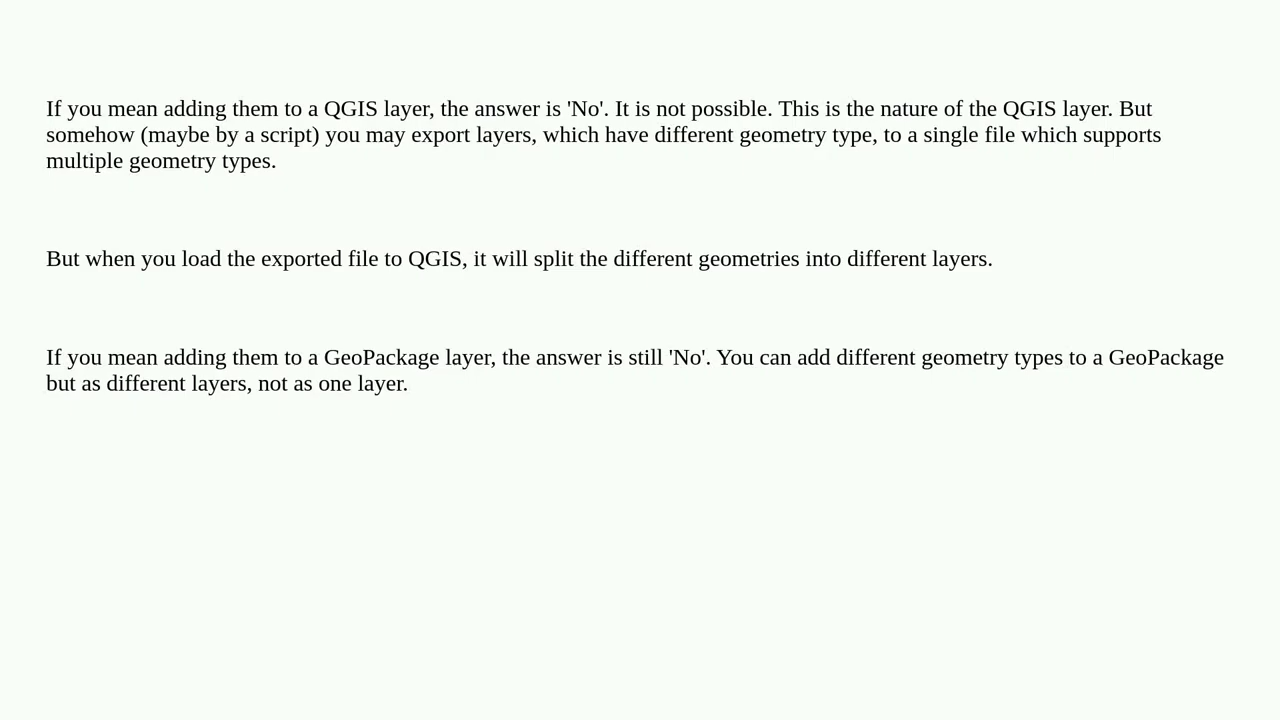 If you mean adding them to a QGIS layer, the answer is 'No'. It is not possible. This is the nature of the QGIS layer. But
somehow (maybe by a script) you may export layers, which have different geometry type, to a single file which supports
multiple geometry types.
But when you load the exported file to QGIS, it will split the different geometries into different layers.
If you mean adding them to a GeoPackage layer, the answer is still 'No'. You can add different geometry types to a GeoPackage
but as different layers, not as one layer.